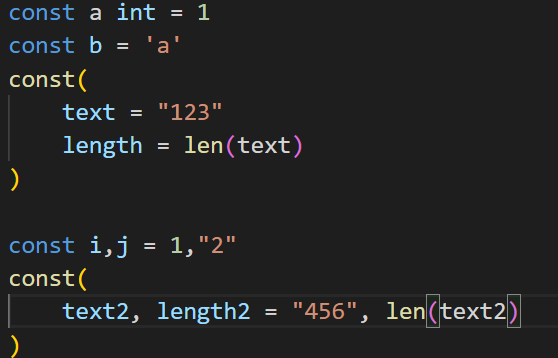 const a int = 1
const b = 'a'
const(
    text = "123"
    length = len(text)
)

const i,j = 1,"2"
const(
    text2, length2 = "456", len(text2)
)